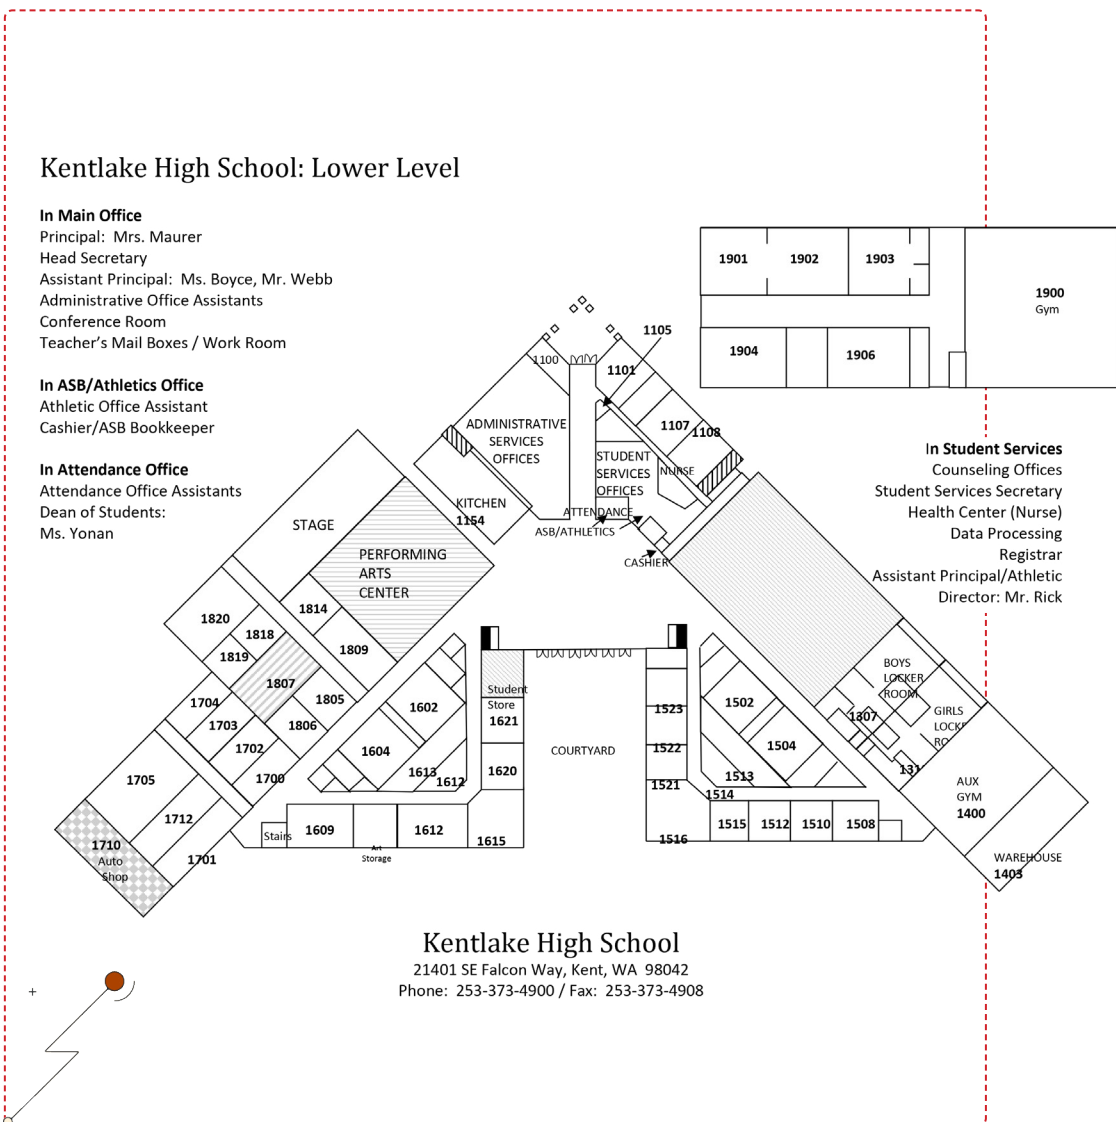 Kentlake High School: Lower Level
In Main Office
Principal:  Mrs. Maurer
Head Secretary
Assistant Principal:  Ms. Boyce, Mr. Webb
Administrative Office Assistants
Conference Room
Teacher’s Mail Boxes / Work Room
In ASB/Athletics Office
Athletic Office Assistant
Cashier/ASB Bookkeeper
In Attendance Office
Attendance Office Assistants
Dean of Students:
Ms. Yonan
1901
1902
1903
1900
Gym
1904
1906
1105
1100
1101
1107
1108
ADMINISTRATIVE
SERVICES
OFFICES
STUDENT
SERVICES
OFFICES
NURSE
ATTENDANCE
ASB/ATHLETICS
CASHIER
KITCHEN
1154
In Student Services
Counseling Offices
Student Services Secretary
Health Center (Nurse)
Data Processing
Registrar
Assistant Principal/Athletic
Director: Mr. Rick
STAGE
PERFORMING
ARTS
CENTER
1814
1809
1820
1818
1819
1807
1805
1806
1704
1703
1702
1700
1705
1712
1701
1710
Auto
Shop
1602
1604
1613
1612
Student
Store
1621
1620
1615
Stairs
1609
Art
Storage
1612
COURTYARD
1523
1522
1521
1516
1502
1504
1513
1514
1515
1512
1510
1508
BOYS
LOCKER
ROOM
GIRLS
LOCKE
RO
1307
131
AUX
GYM
1400
WAREHOUSE
1403
Kentlake High School
21401 SE Falcon Way, Kent, WA  98042
Phone:  253-373-4900 / Fax:  253-373-4908